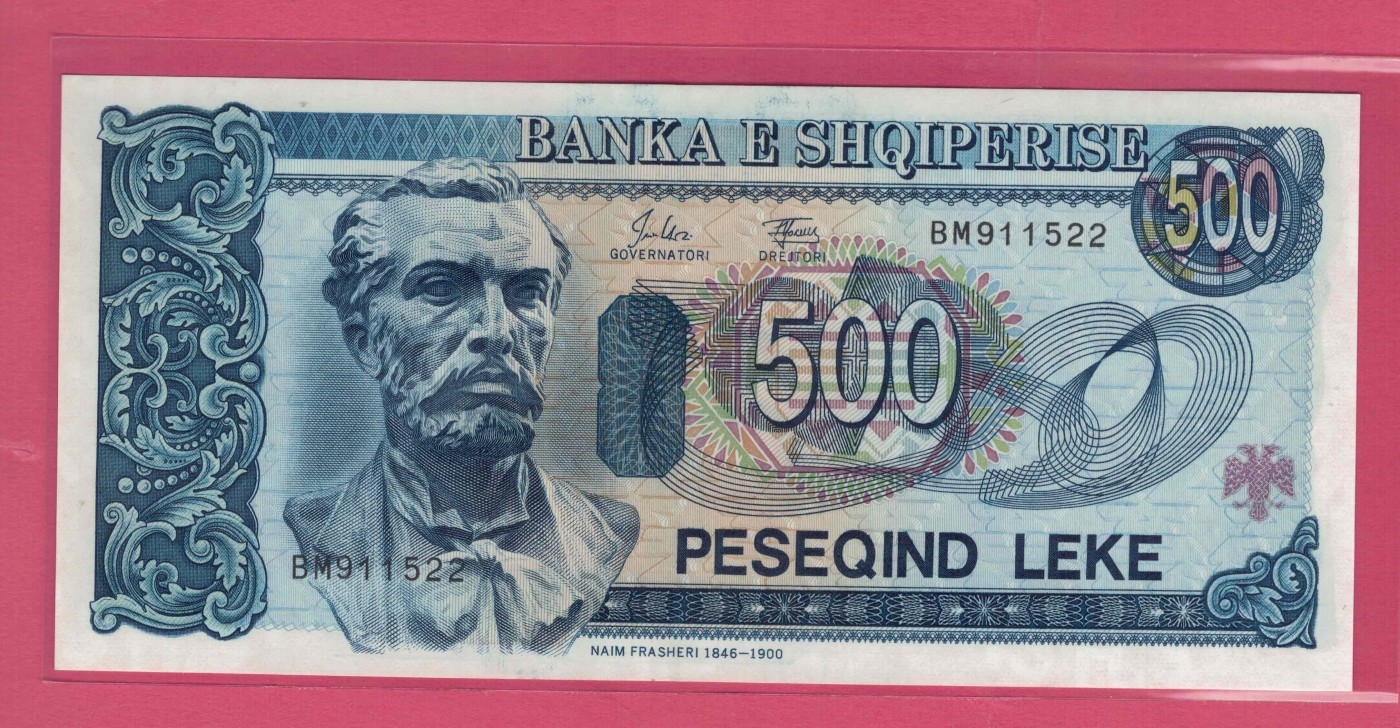 BANKA E SHQIPERISE
500
GOVERNATORI DREJTORI
BM911522
500
PESEQIND LEKE
BM911522
NAIM FRASHERI 1846—1900